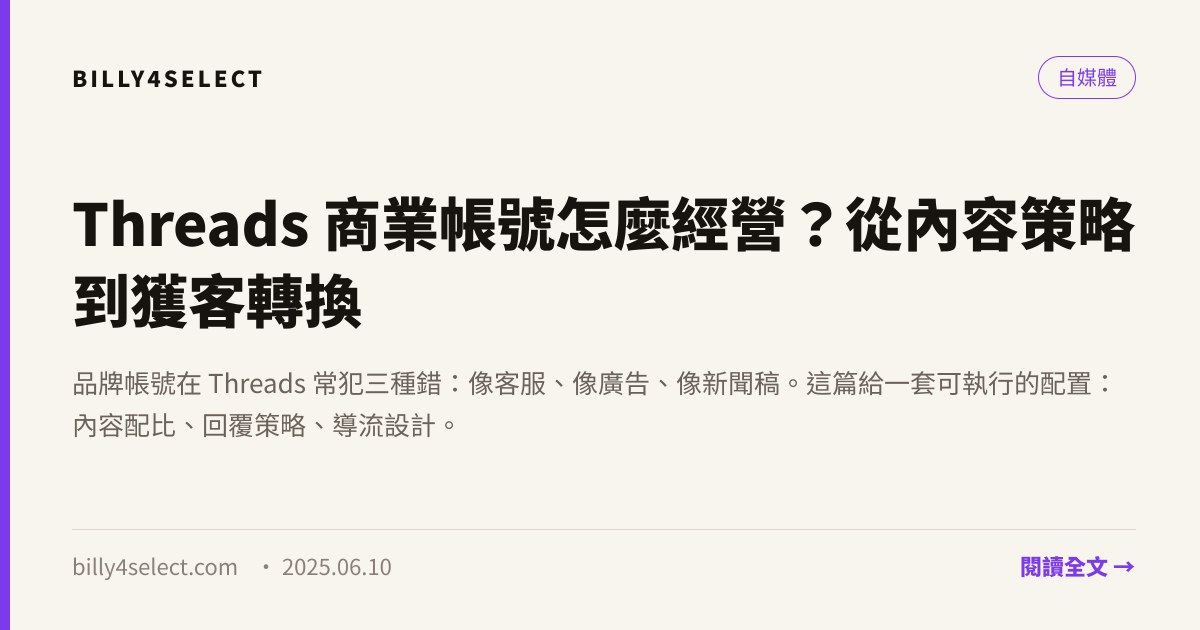 BILLY4SELECT
自媒體
Threads 商業帳號怎麼經營？從內容策略
到獲客轉換
品牌帳號在 Threads 常犯三種錯：像客服、像廣告、像新聞稿。這篇給一套可執行的配置：
內容配比、回覆策略、導流設計。
billy4select.com ・ 2025.06.10
閱讀全文 →